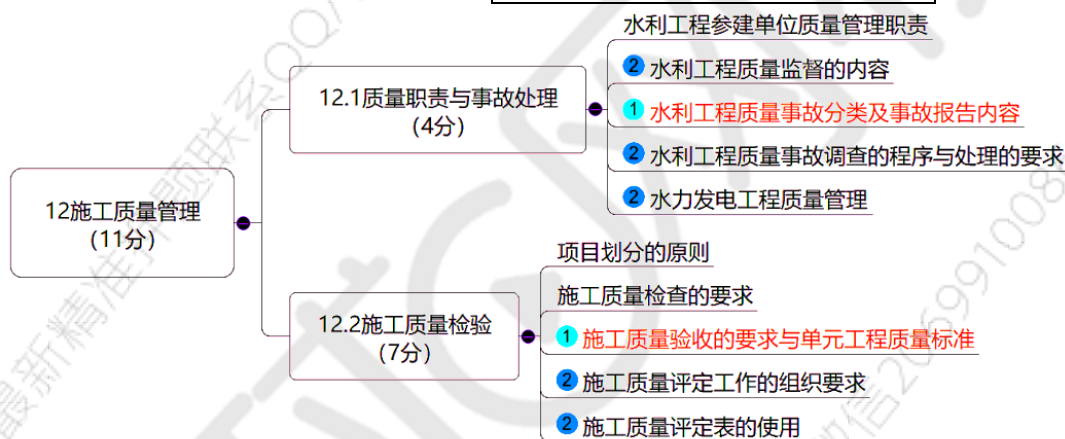 水利工程参建单位质量管理职责
2 水利工程质量监督的内容
12.1质量职责与事故处理
(4分)
1 水利工程质量事故分类及事故报告内容
2 水利工程质量事故调查的程序与处理的要求
2 水力发电工程质量管理
12施工质量管理
(11分)
项目划分的原则
施工质量检查的要求
12.2施工质量检验
(7分)
1 施工质量验收的要求与单元工程质量标准
2 施工质量评定工作的组织要求
2 施工质量评定表的使用